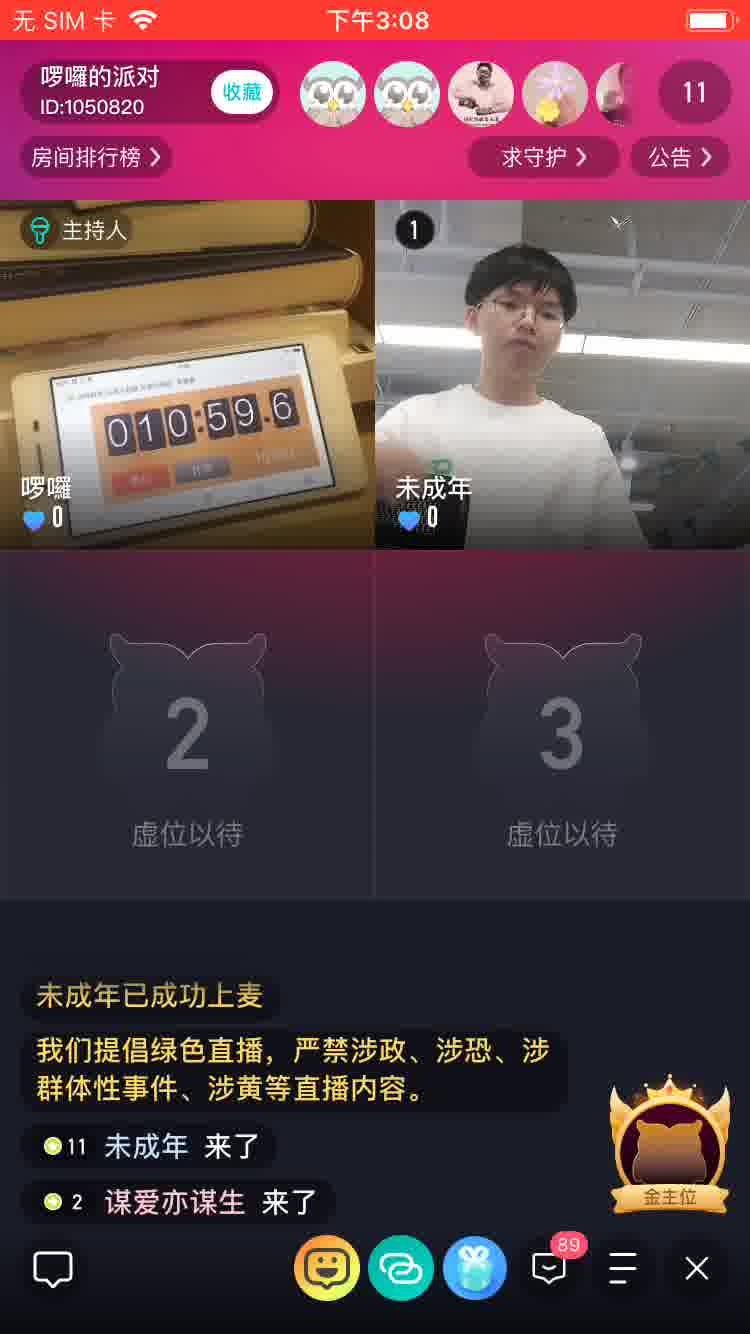 无 SIM 卡 下午3:08
啰囉的派对
ID:1050820
收藏
11
房间排行榜
求守护
公告
主持人
1
010:59.6
啰囉
0
未成年
0
2
虚位以待
3
虚位以待
未成年已成功上麦
我们提倡绿色直播，严禁涉政、涉恐、涉
群体性事件、涉黄等直播内容。
11 未成年 来了
2 谋爱亦谋生 来了
金主位
89